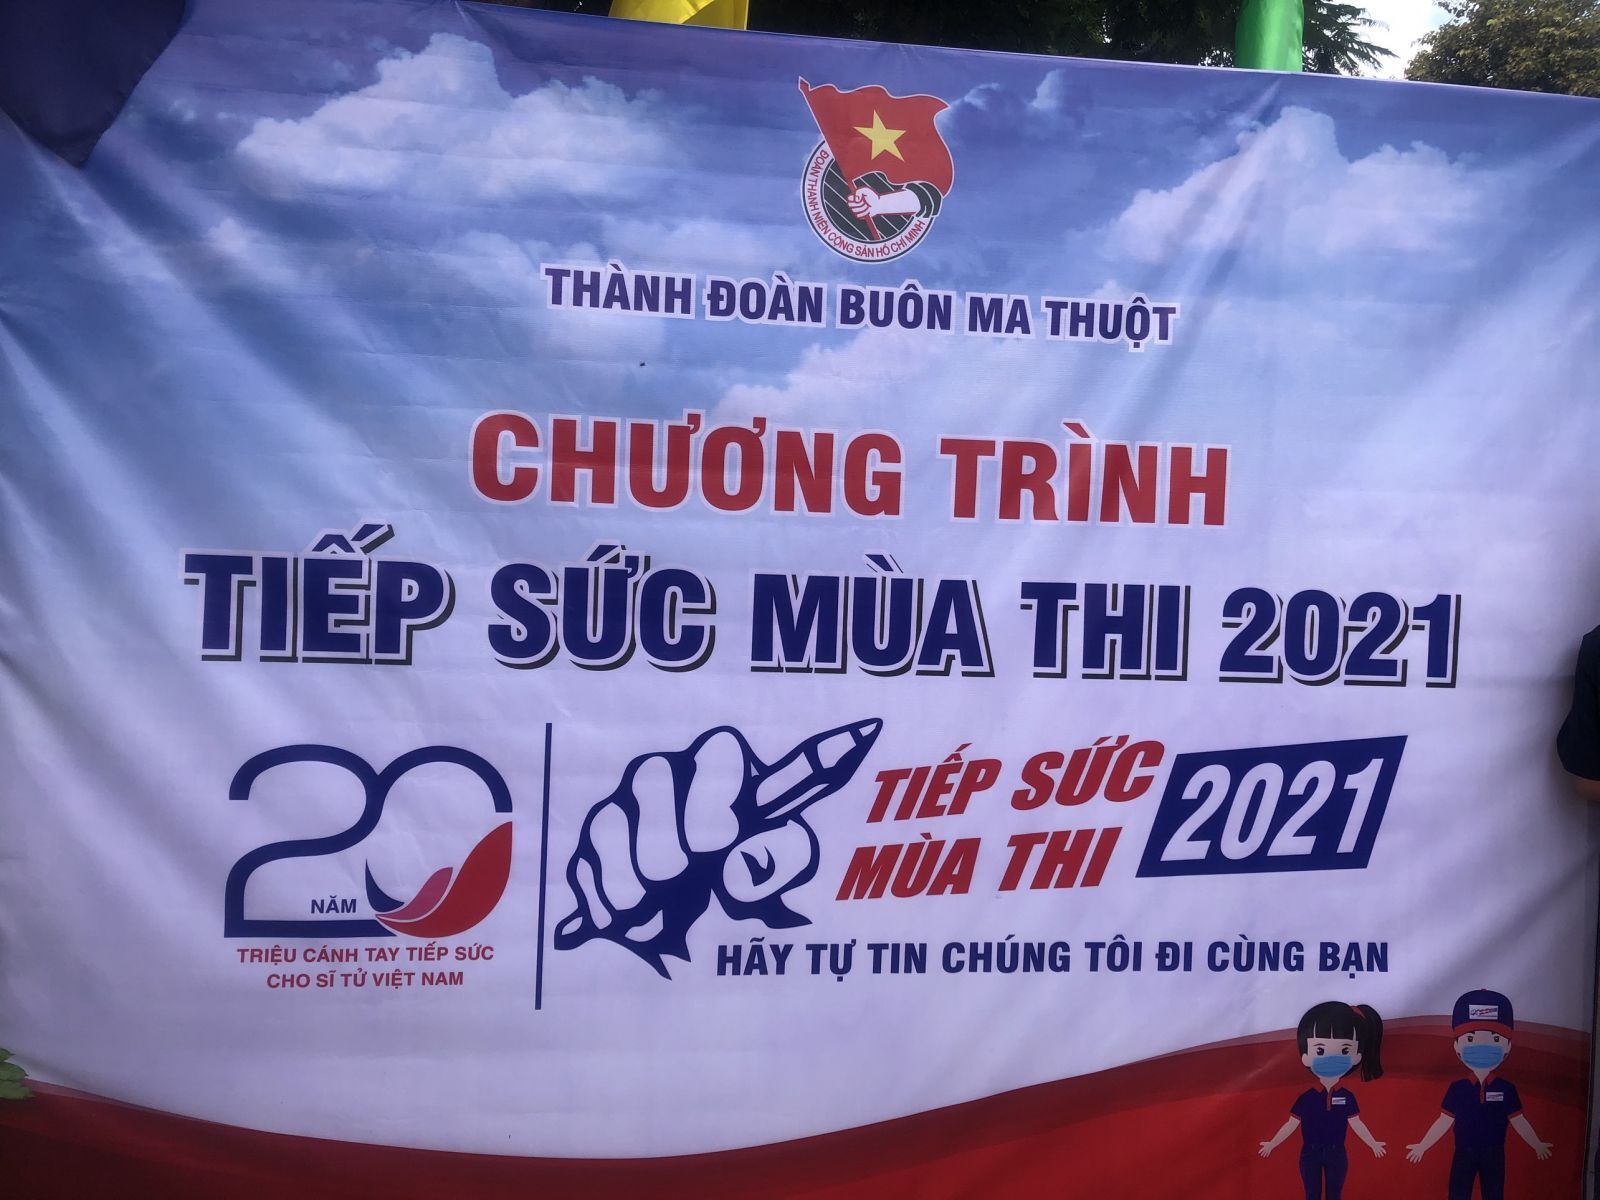 ĐOÀN THANH NIÊN CỘNG SẢN HỒ CHÍ MINH
THÀNH ĐOÀN BUÔN MA THUỘT
CHƯƠNG TRÌNH
TIẾP SỨC MÙA THI 2021
20
NĂM
TRIỆU CÁNH TAY TIẾP SỨC
CHO SĨ TỬ VIỆT NAM
TIẾP SỨC
MÙA THI
2021
HÃY TỰ TIN CHÚNG TÔI ĐI CÙNG BẠN